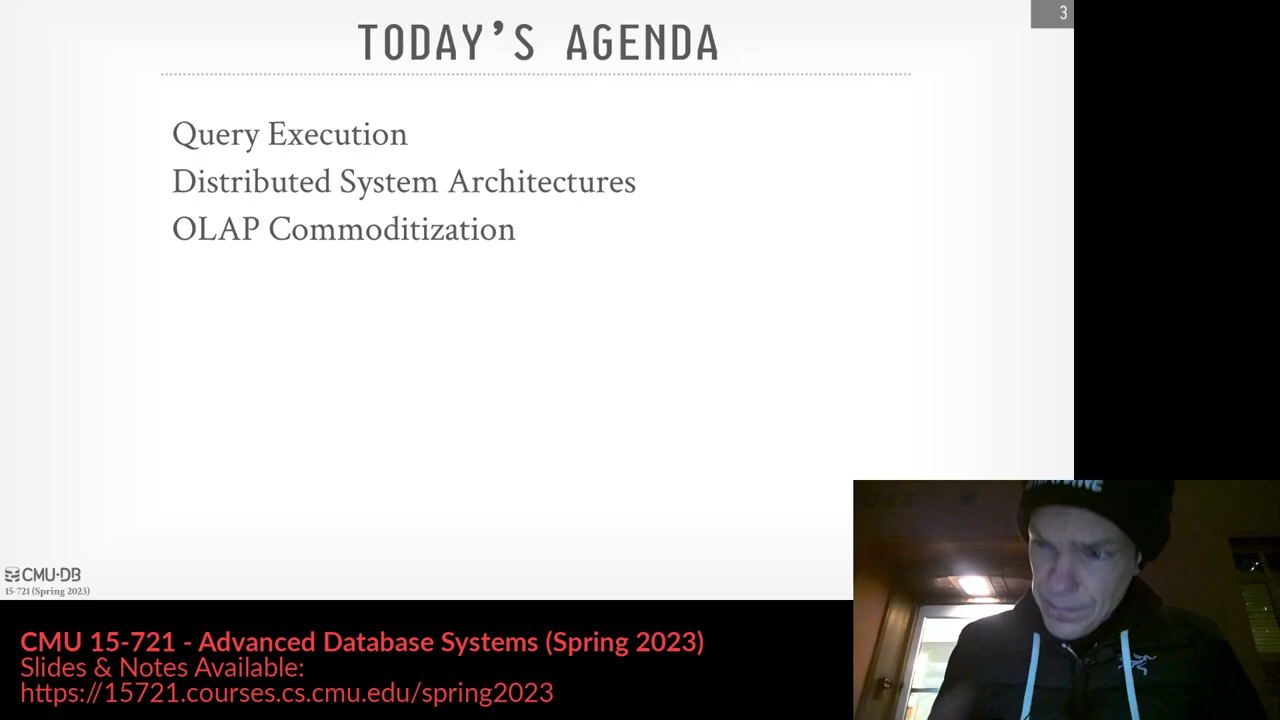 3
TODAY'S AGENDA
Query Execution
Distributed System Architectures
OLAP Commoditization
CMU·DB
15-721 (Spring 2023)
CMU 15-721 - Advanced Database Systems (Spring 2023)
Slides & Notes Available:
https://15721.courses.cs.cmu.edu/spring2023